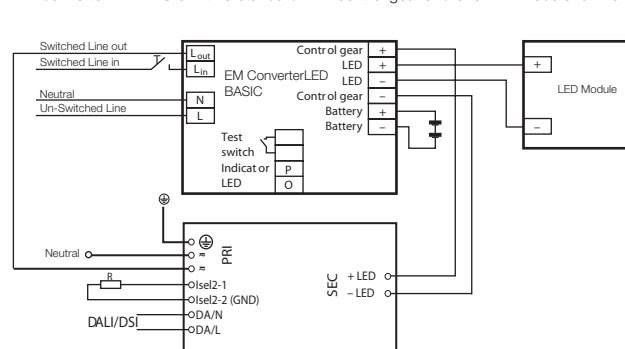 Switched Line out
Switched Line in
Neutral
Un-Switched Line
Lout
Lin
N
L
EM ConverterLED
BASIC
Test
switch
Indicat or
LED
P
O
Control gear +
LED +
LED –
Control gear –
Battery +
Battery –
+
–
LED Module
Neutral
≈
≈
PRI
R
Isel2-1
Isel2-2 (GND)
DALI/DSI
DA/N
DA/L
SEC
+ LED
– LED